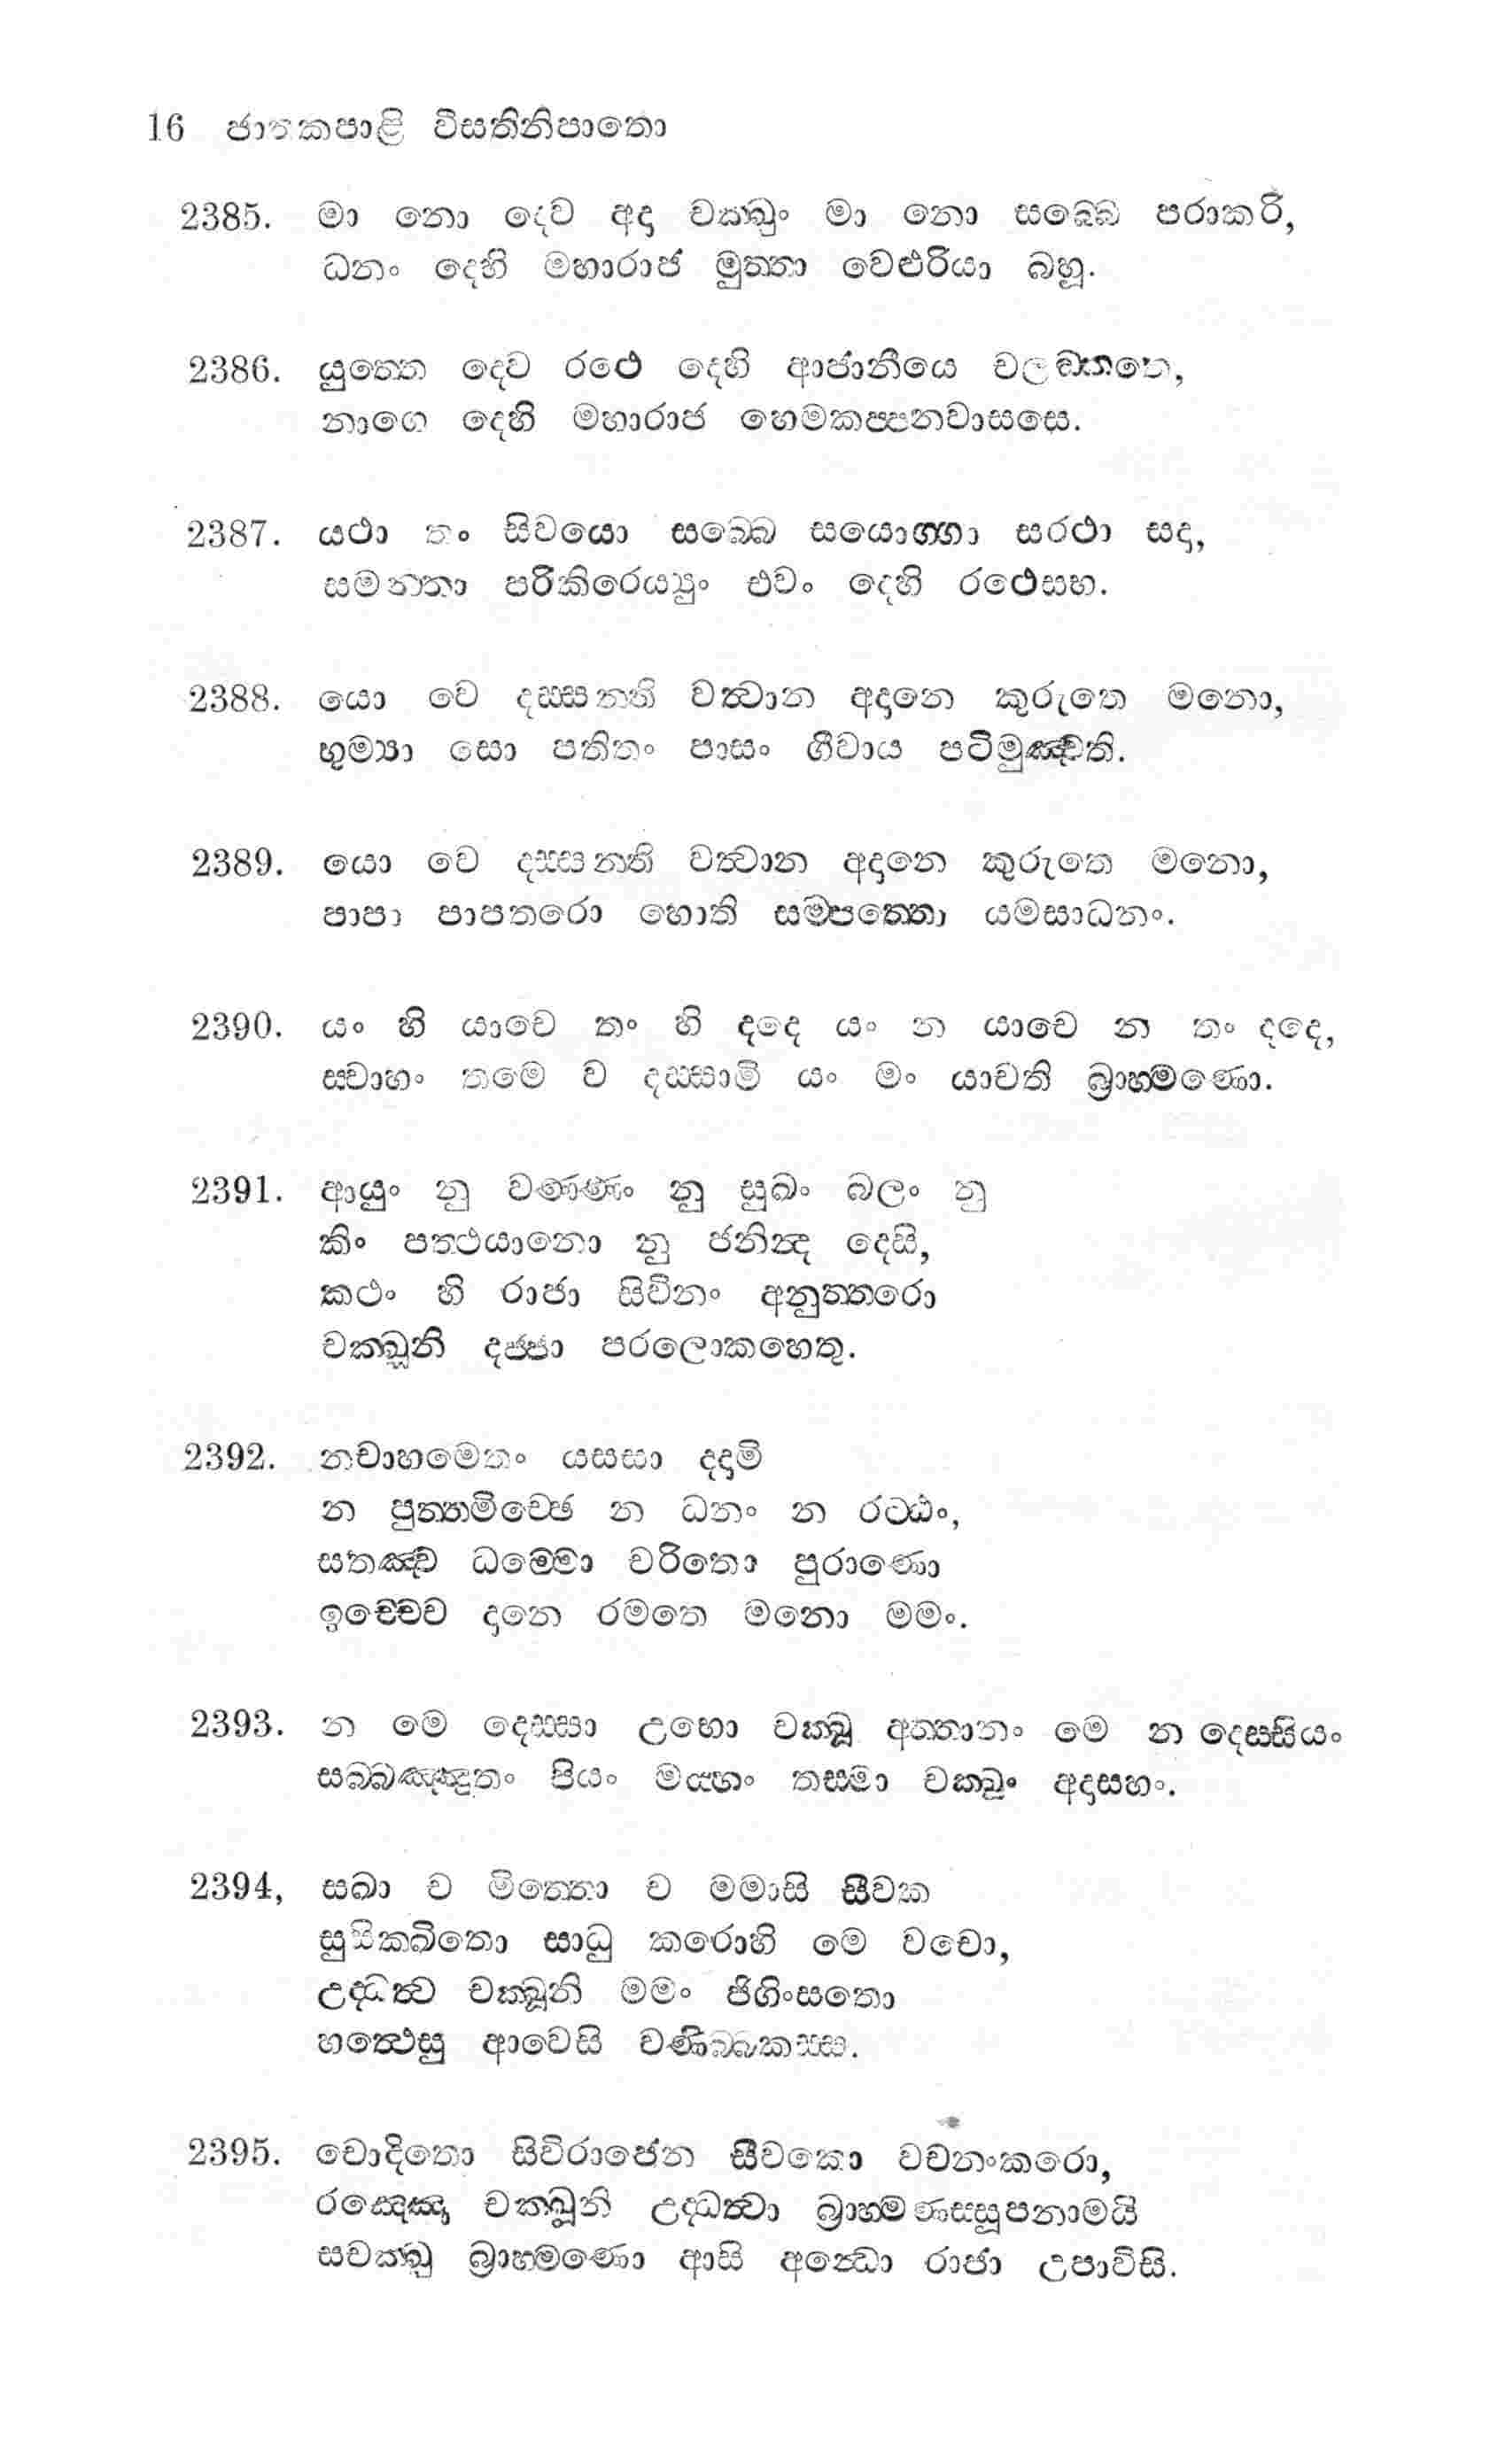 16 ජාතකපාළි වීසතිනිපාතො
2385. මා නො දෙව අදා චක්ඛුං මා නො සබ්බෙ පරාකරි,
ධනං දෙහි මහාරාජ මුත්තා වෙළුරියා බහූ.
2386. යුත්තෙ දෙව රථෙ දෙහි ආජානීයෙ චලඞ්කතෙ,
නාගෙ දෙහි මහාරාජ හෙමකප්පනවාසසෙ.
2387. යථා තං සිවයො සබ්බෙ සයොග්ගා සරථා සදා,
සමන්තා පරිකිරෙය්‍යුං එවං දෙහි රථෙසභ.
2388. යො වෙ දස්සන්ති වත්වාන අදානෙ කුරුතෙ මනො,
භුම්‍යා සො පතිතං පාසං ගීවාය පටිමුඤ්චති.
2389. යො වෙ දස්සන්ති වත්වාන අදානෙ කුරුතෙ මනො,
පාපා පාපතරො හොති සම්පත්තො යමසාධනං.
2390. යං හි යාචෙ තං හි දදෙ යං න යාචෙ න තං දදෙ,
ස්වාහං තමෙ ව දස්සාමි යං මං යාචති බ්‍රාහ්මණො.
2391. ආයුං නු වණ්ණං නු සුඛං බලං නු
කිං පත්ථයානො නු ජනින්ද දෙසි,
කථං හි රාජා සිවිනං අනුත්තරො
චක්ඛූනි දජ්ජා පරලොකහෙතු.
2392. නචාහමෙතං යසසා දදාමි
න පුත්තමිච්ඡෙ න ධනං න රට්ඨං,
සතඤ්ච ධම්මො චරිතො පුරාණො
ඉච්චෙව දානෙ රමතෙ මනො මමං.
2393. න මෙ දෙස්සා උභො චක්ඛූ අත්තානං මෙ න දෙස්සියං
සබ්බඤ්ඤුතං පියං මය්හං තස්මා චක්ඛුං අදාසහං.
2394, සඛා ච මිත්තො ච මමාසි සීවක
සුසික්ඛිතො සාධු කරොහි මෙ වචො,
උද්ධත්ව චක්ඛූනි මමං ජිගිංසතො
හත්ථෙසු ආවෙසි වණිබ්බකස්ස.
2395. චොදිතො සිවිරාජෙන සීවකො වචනංකරො,
රඤ්ඤො චක්ඛූනි උද්ධත්වා බ්‍රාහ්මණස්සූපනාමයි
සචක්ඛු බ්‍රාහ්මණො ආසි අන්ධො රාජා උපාවිසි.